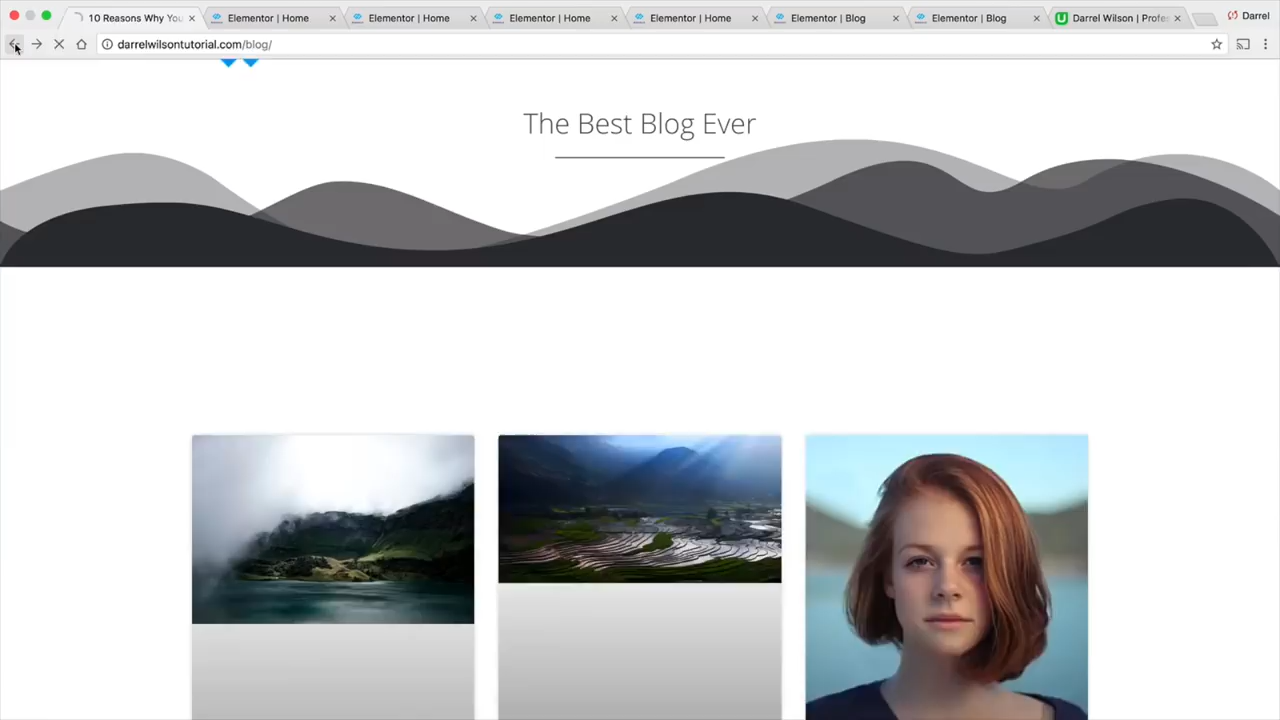 10 Reasons Why You
Elementor | Home
Elementor | Home
Elementor | Home
Elementor | Home
Elementor | Blog
Elementor | Blog
Darrel Wilson | Profes
Darrel
darrelwilsontutorial.com/blog/
The Best Blog Ever